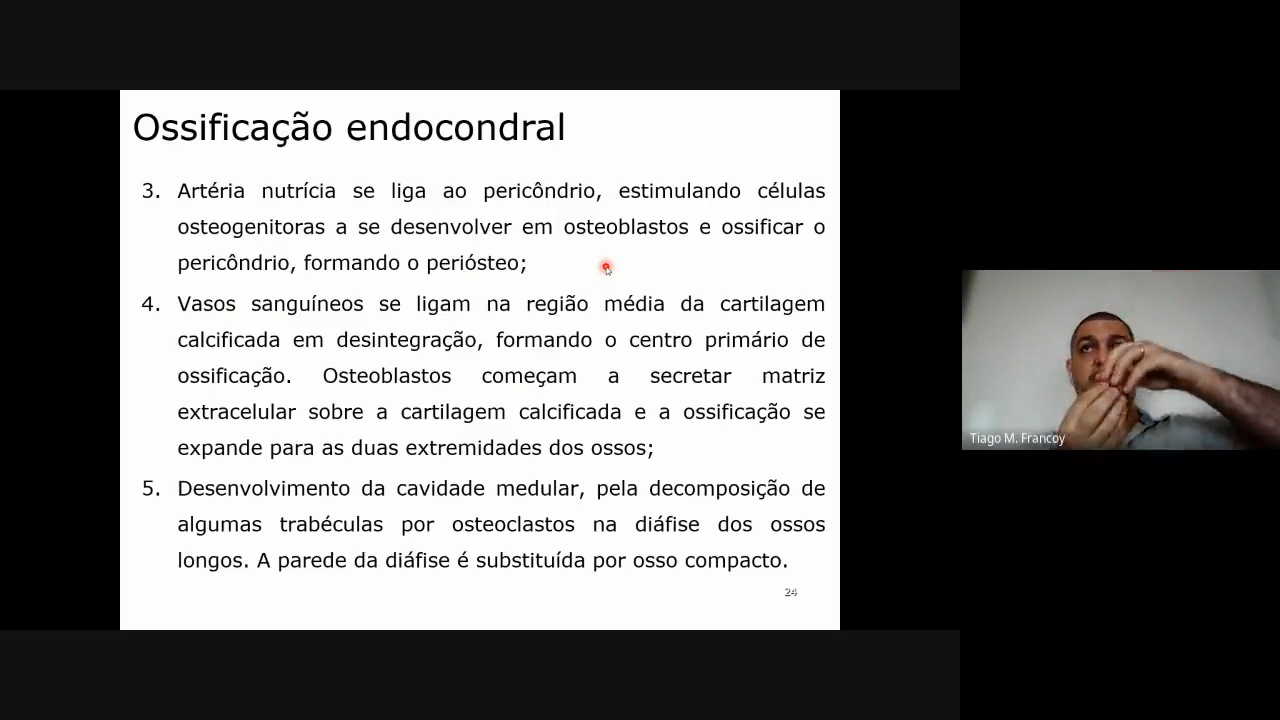 Ossificação endocondral
3. Artéria nutrícia se liga ao pericôndrio, estimulando células
osteogenitoras a se desenvolver em osteoblastos e ossificar o
pericôndrio, formando o periósteo;
4. Vasos sanguíneos se ligam na região média da cartilagem
calcificada em desintegração, formando o centro primário de
ossificação. Osteoblastos começam a secretar matriz
extracelular sobre a cartilagem calcificada e a ossificação se
expande para as duas extremidades dos ossos;
5. Desenvolvimento da cavidade medular, pela decomposição de
algumas trabéculas por osteoclastos na diáfise dos ossos
longos. A parede da diáfise é substituída por osso compacto.
24
Tiago M. Francoy